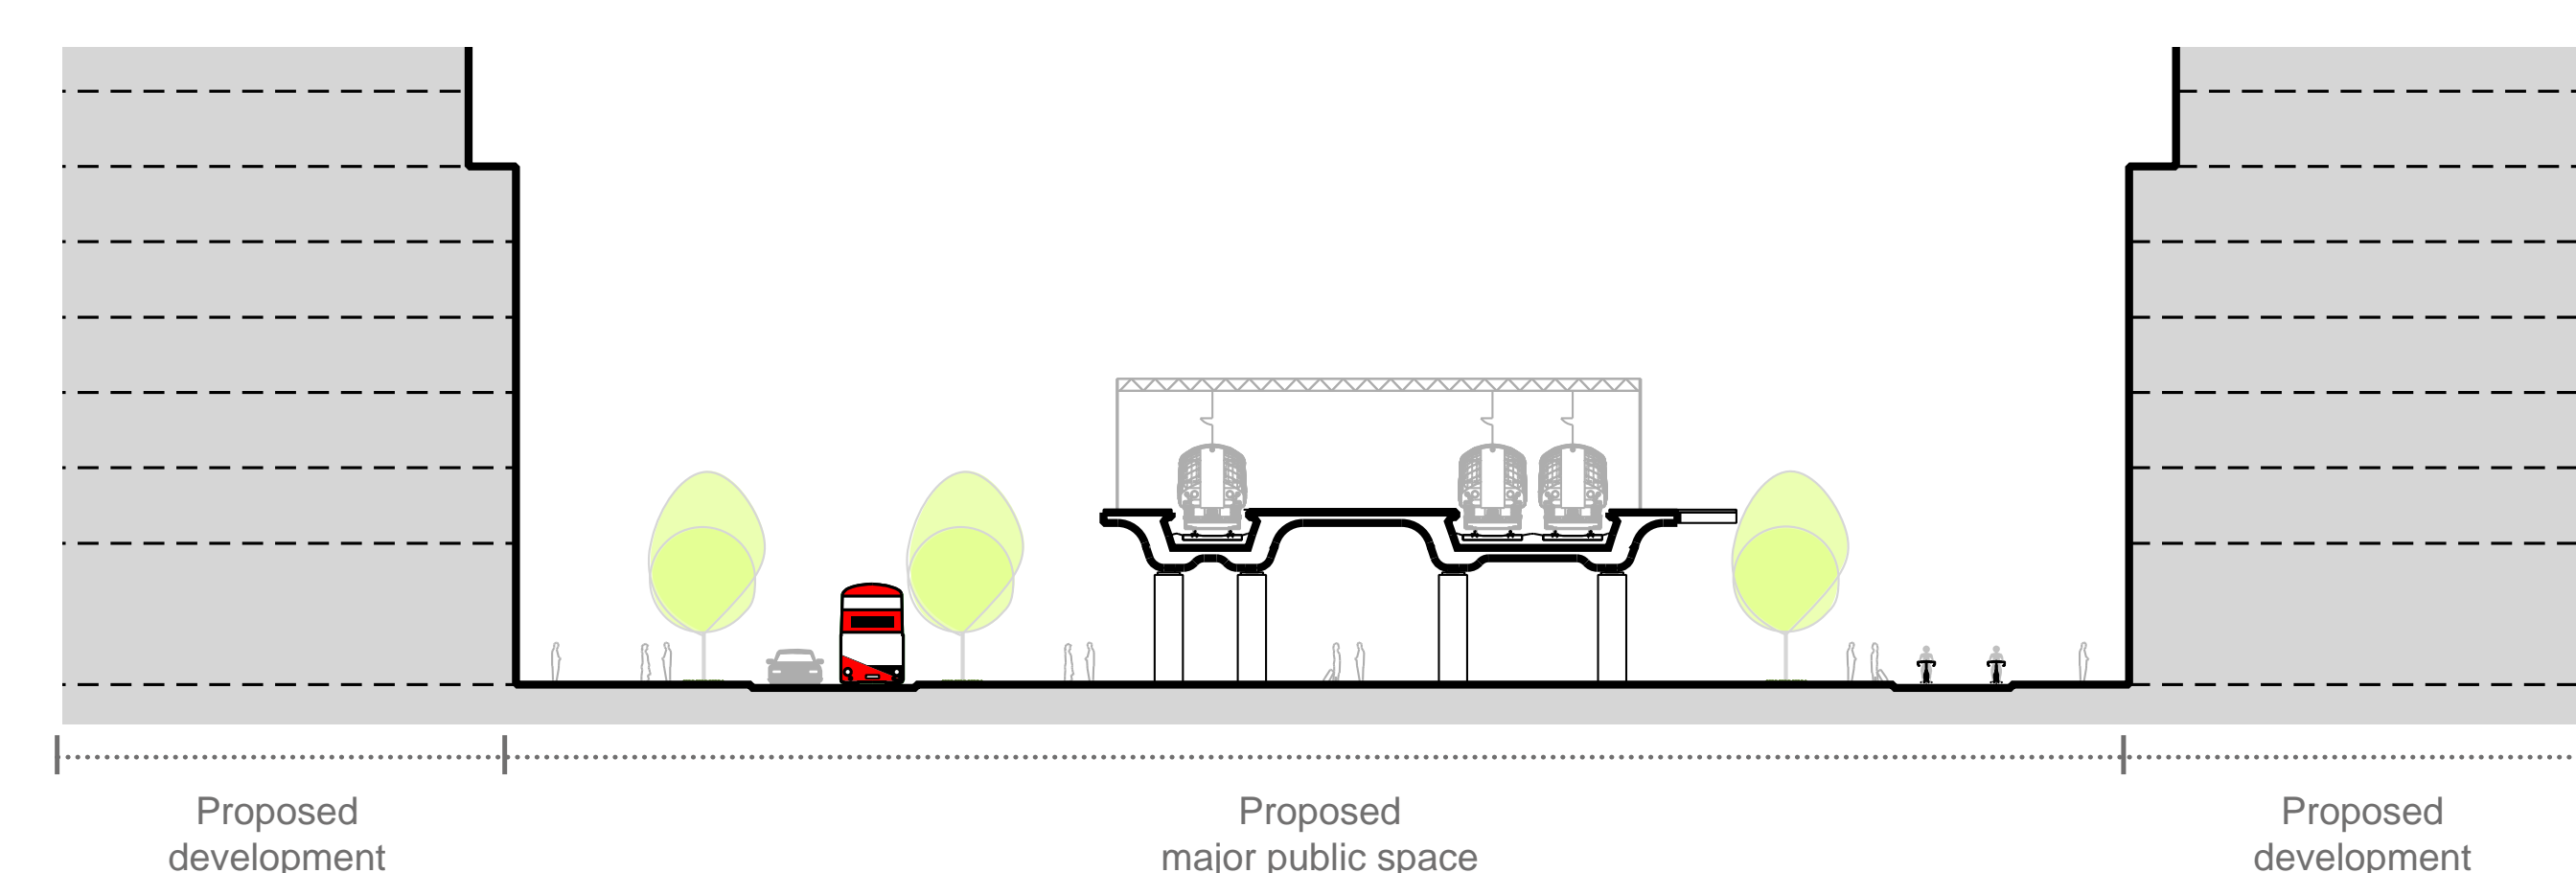 Proposed
development
Proposed
major public space
Proposed
development